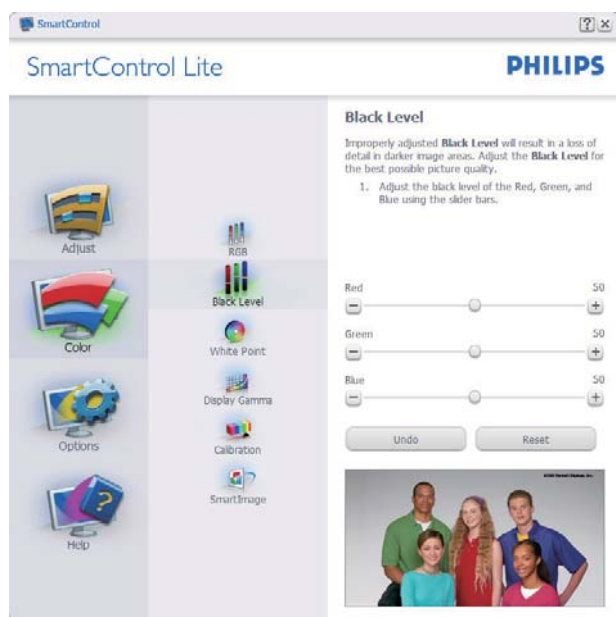 SmartControl
SmartControl Lite
PHILIPS
Adjust
Color
Options
Help
RGB
Black Level
White Point
Display Gamma
Calibration
SmartImage
Black Level
Improperly adjusted Black Level will result in a loss of
detail in darker image areas. Adjust the Black Level for
the best possible picture quality.
1. Adjust the black level of the Red, Green, and
Blue using the slider bars.
Red 50
Green 50
Blue 50
Undo Reset